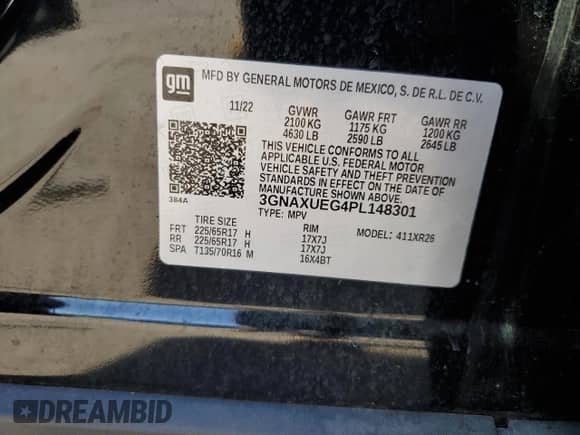 gm
MFD BY GENERAL MOTORS DE MEXICO, S. DE R.L. DE C.V.
11/22 GVWR GAWR FRT GAWR RR
2100 KG 1175 KG 1200 KG
4630 LB 2590 LB 2645 LB
THIS VEHICLE CONFORMS TO ALL
APPLICABLE U.S. FEDERAL MOTOR
VEHICLE SAFETY AND THEFT
STANDARDS IN EFFECT ON THE DATE OF
MANUFACTURE SHOWN ABOVE.
384A 3GNAXUEG4PL148301
TYPE: MPV
TIRE SIZE RIM MODEL: 411XR26
FRT 225/65R17 H 17X7J
RR 225/65R17 H 17X7J
SPA T135/70R16 M 16X4BT
DREAMBID